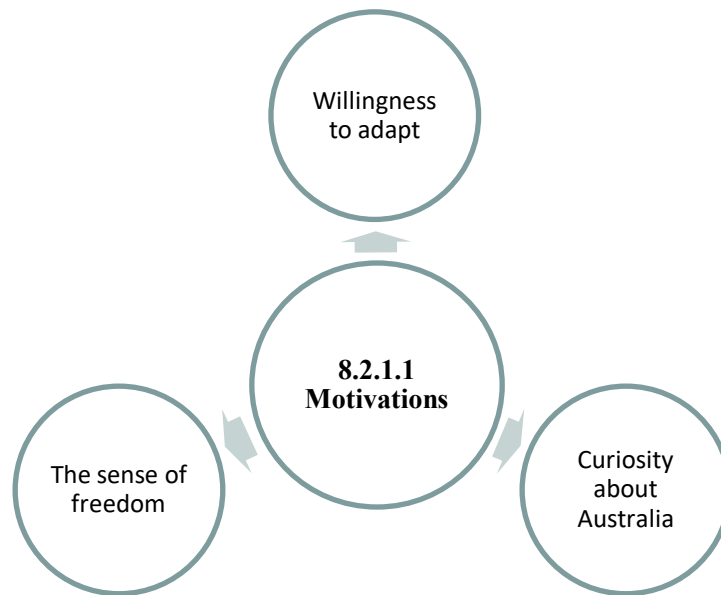 Willingness
to adapt
8.2.1.1
Motivations
The sense of
freedom
Curiosity
about
Australia